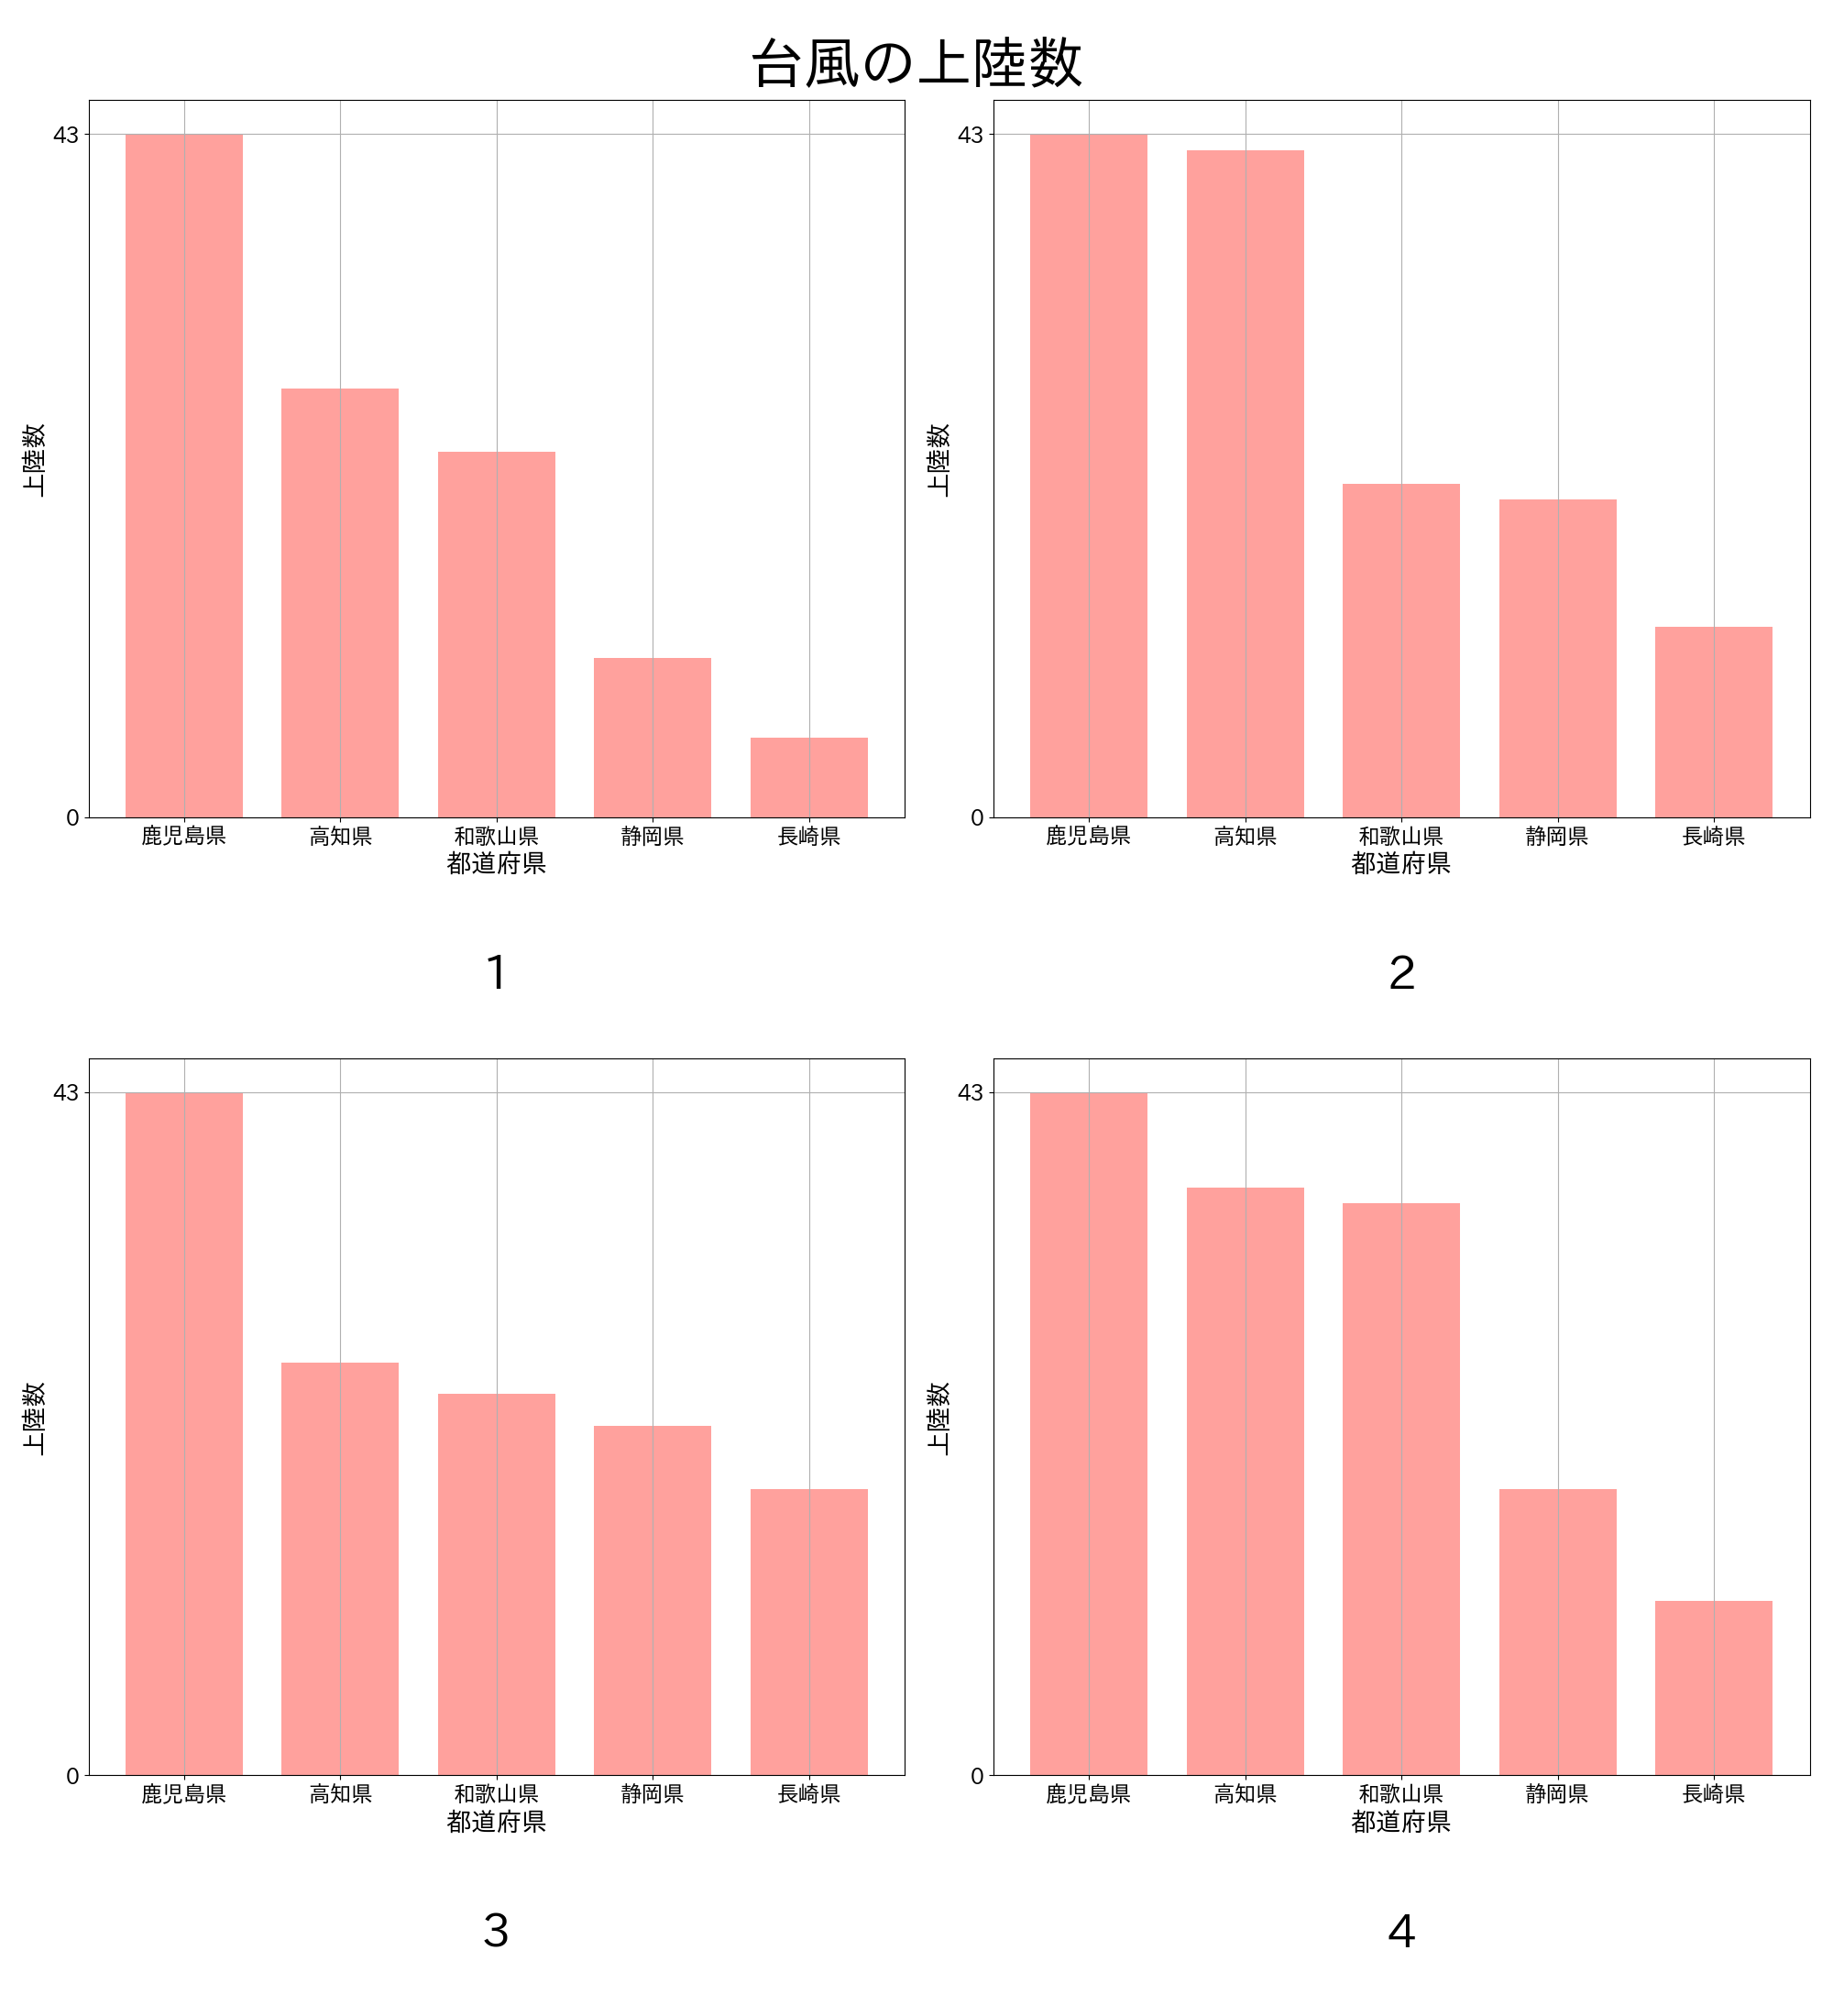 台風の上陸数
43
上陸数
0
鹿児島県 高知県 和歌山県 静岡県 長崎県
都道府県
1
43
上陸数
0
鹿児島県 高知県 和歌山県 静岡県 長崎県
都道府県
2
43
上陸数
0
鹿児島県 高知県 和歌山県 静岡県 長崎県
都道府県
3
43
上陸数
0
鹿児島県 高知県 和歌山県 静岡県 長崎県
都道府県
4